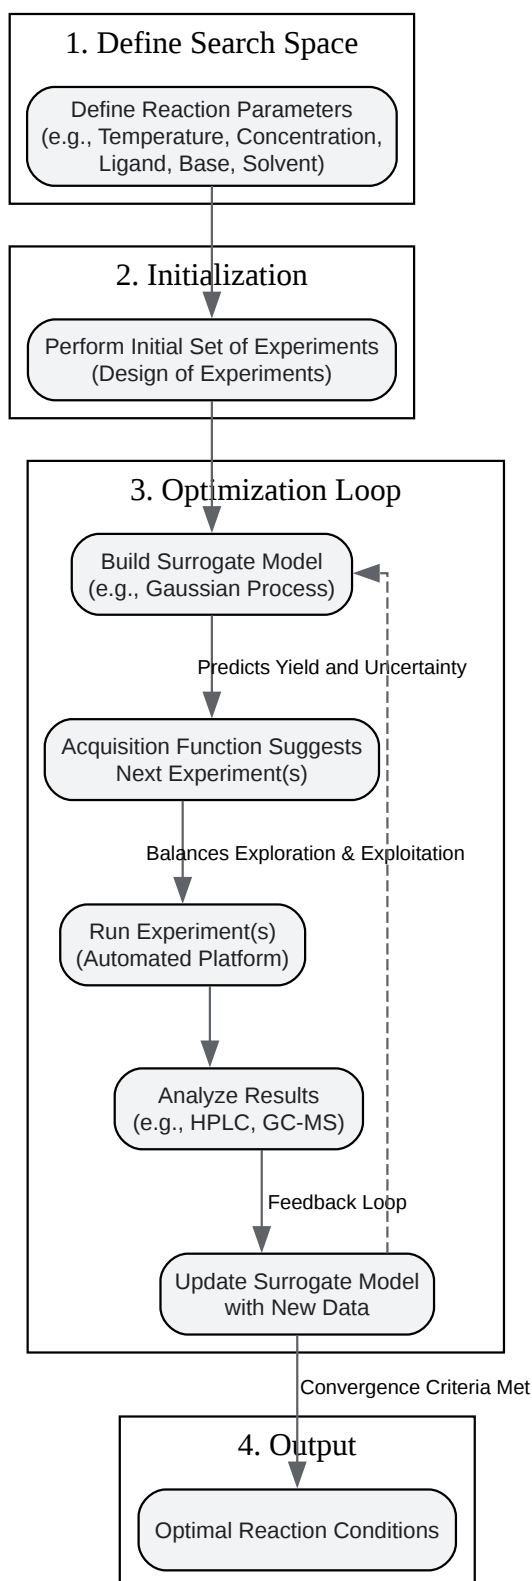 1. Define Search Space
Define Reaction Parameters
(e.g., Temperature, Concentration,
Ligand, Base, Solvent)
2. Initialization
Perform Initial Set of Experiments
(Design of Experiments)
3. Optimization Loop
Build Surrogate Model
(e.g., Gaussian Process)
Predicts Yield and Uncertainty
Acquisition Function Suggests
Next Experiment(s)
Balances Exploration & Exploitation
Run Experiment(s)
(Automated Platform)
Analyze Results
(e.g., HPLC, GC-MS)
Feedback Loop
Update Surrogate Model
with New Data
Convergence Criteria Met
4. Output
Optimal Reaction Conditions